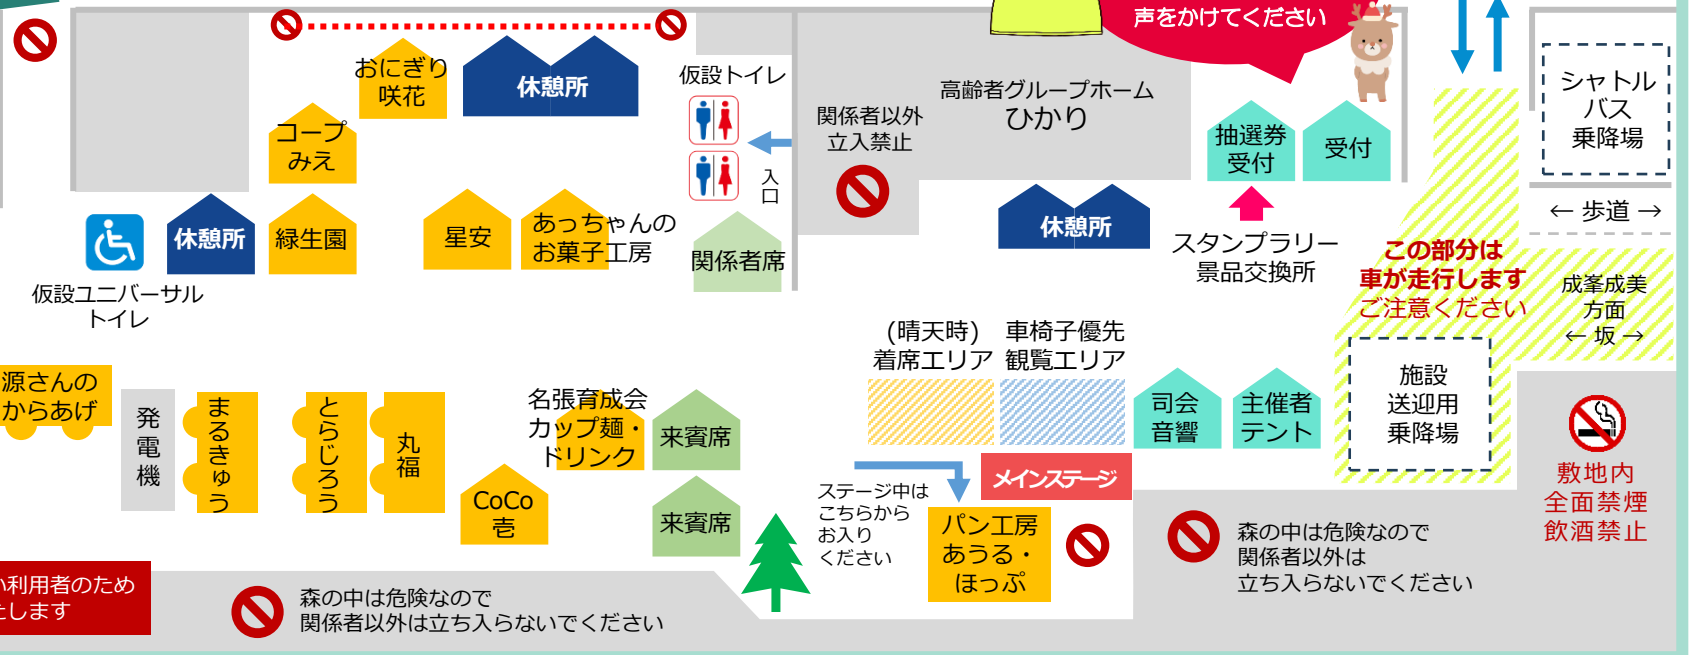 声をかけてください
おにぎり
咲花
休憩所
仮設トイレ
コープ
みえ
入口
関係者以外
立入禁止
高齢者グループホーム
ひかり
抽選券
受付
受付
シャトル
バス
乗降場
← 歩道 →
休憩所
緑生園
星安
あっちゃんの
お菓子工房
関係者席
休憩所
スタンプラリー
景品交換所
この部分は
車が走行します
ご注意ください
成峯成美
方面
← 坂 →
仮設ユニバーサル
トイレ
(晴天時)
着席エリア
車椅子優先
観覧エリア
源さんの
からあげ
発電機
まるきゅう
とらじろう
丸福
名張育成会
カップ麺・
ドリンク
来賓席
CoCo
壱
来賓席
司会
音響
主催者
テント
施設
送迎用
乗降場
メインステージ
ステージ中は
こちらから
お入り
ください
パン工房
あうる・
ほっぷ
敷地内
全面禁煙
飲酒禁止
森の中は危険なので
関係者以外は
立ち入らないでください
い利用者のため
たします
森の中は危険なので
関係者以外は立ち入らないでください